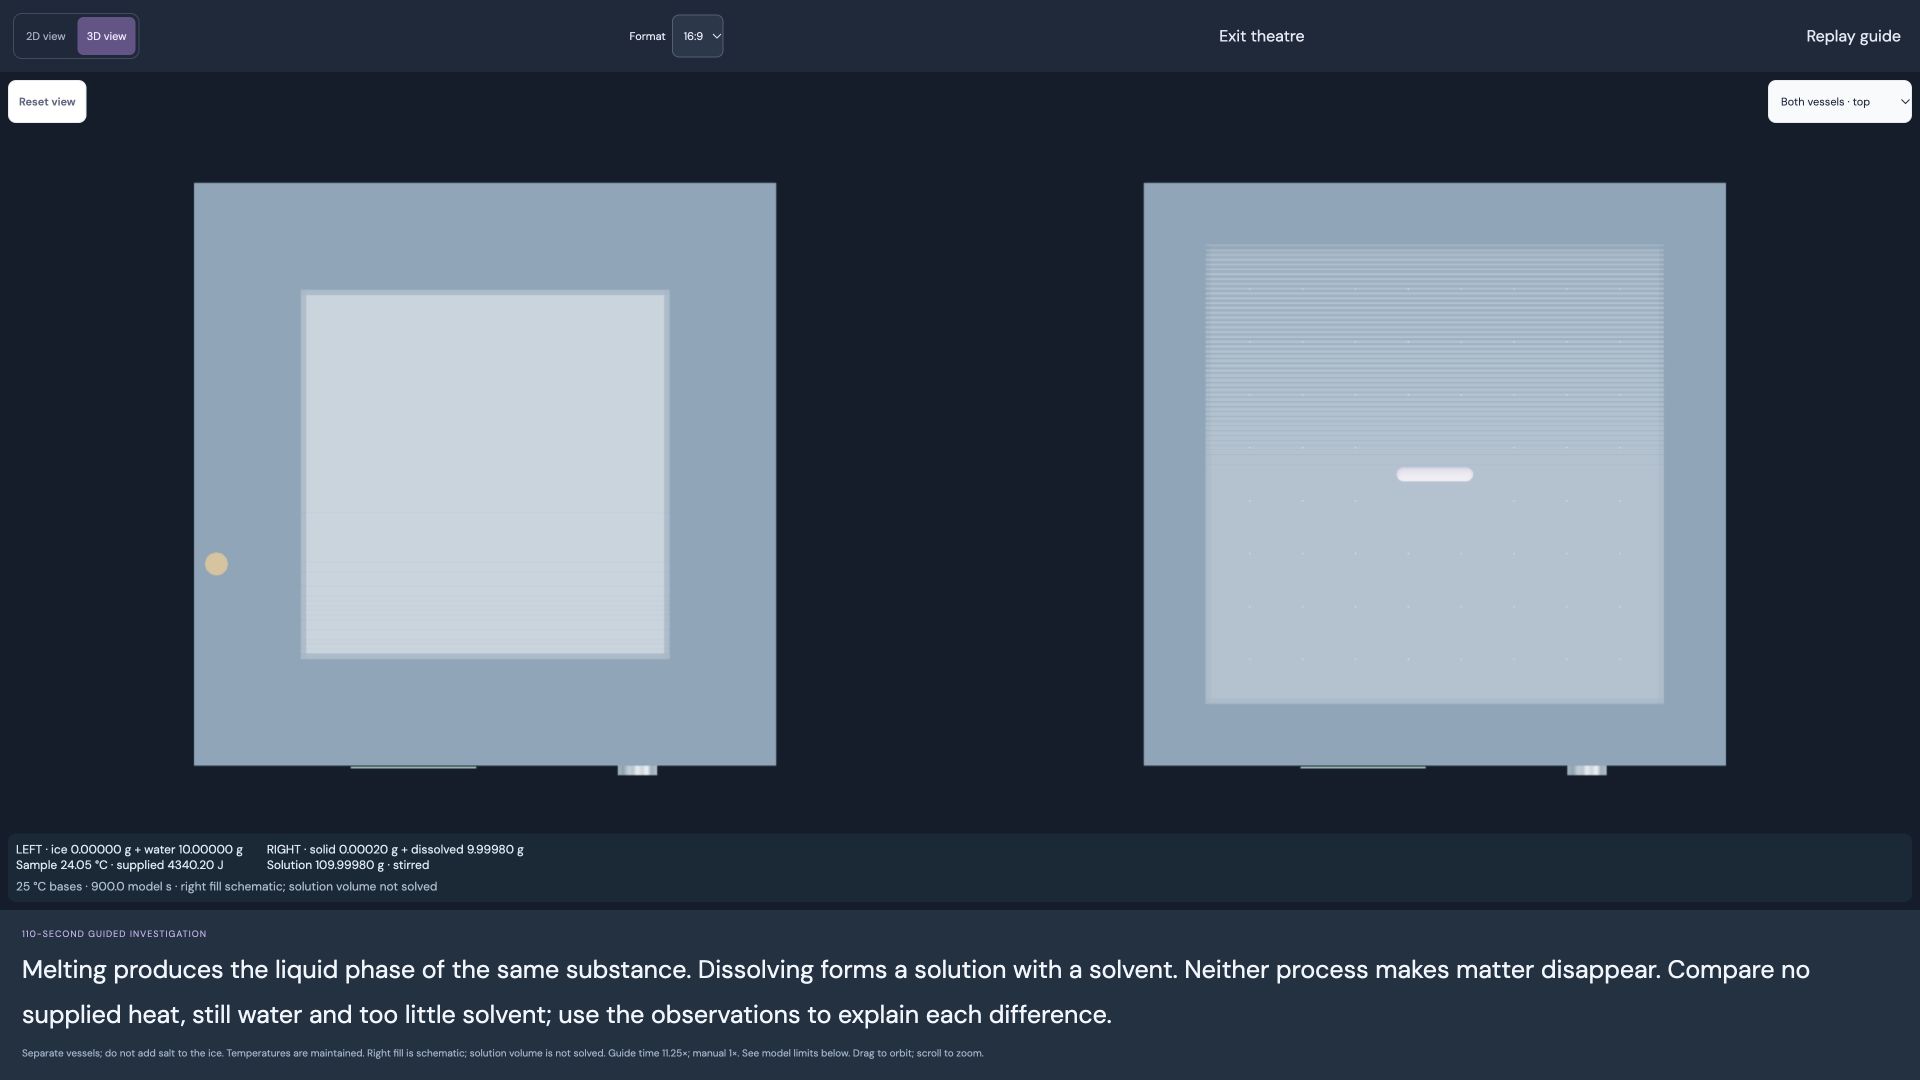 2D view
3D view
Format
16:9
Exit theatre
Replay guide
Reset view
Both vessels · top
LEFT · ice 0.00000 g + water 10.00000 g
Sample 24.05 °C · supplied 4340.20 J
RIGHT · solid 0.00020 g + dissolved 9.99980 g
Solution 109.99980 g · stirred
25 °C bases · 900.0 model s · right fill schematic; solution volume not solved
110-SECOND GUIDED INVESTIGATION
Melting produces the liquid phase of the same substance. Dissolving forms a solution with a solvent. Neither process makes matter disappear. Compare no
supplied heat, still water and too little solvent; use the observations to explain each difference.
Separate vessels; do not add salt to the ice. Temperatures are maintained. Right fill is schematic; solution volume is not solved. Guide time 11.25×; manual 1×. See model limits below. Drag to orbit; scroll to zoom.